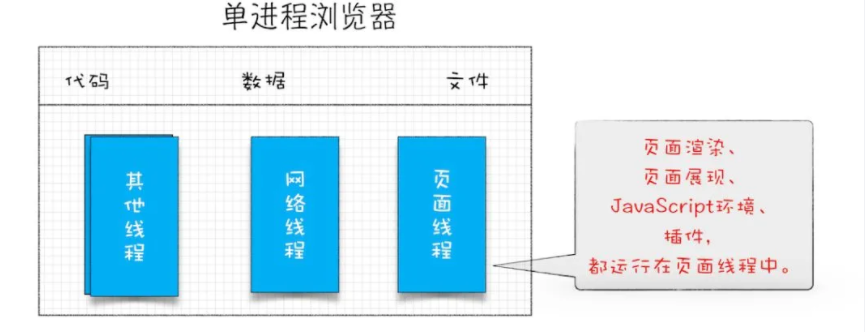 单进程浏览器
代码 数据 文件
其他线程
网络线程
页面线程
页面渲染、
页面展现、
JavaScript环境、
插件，
都运行在页面线程中。